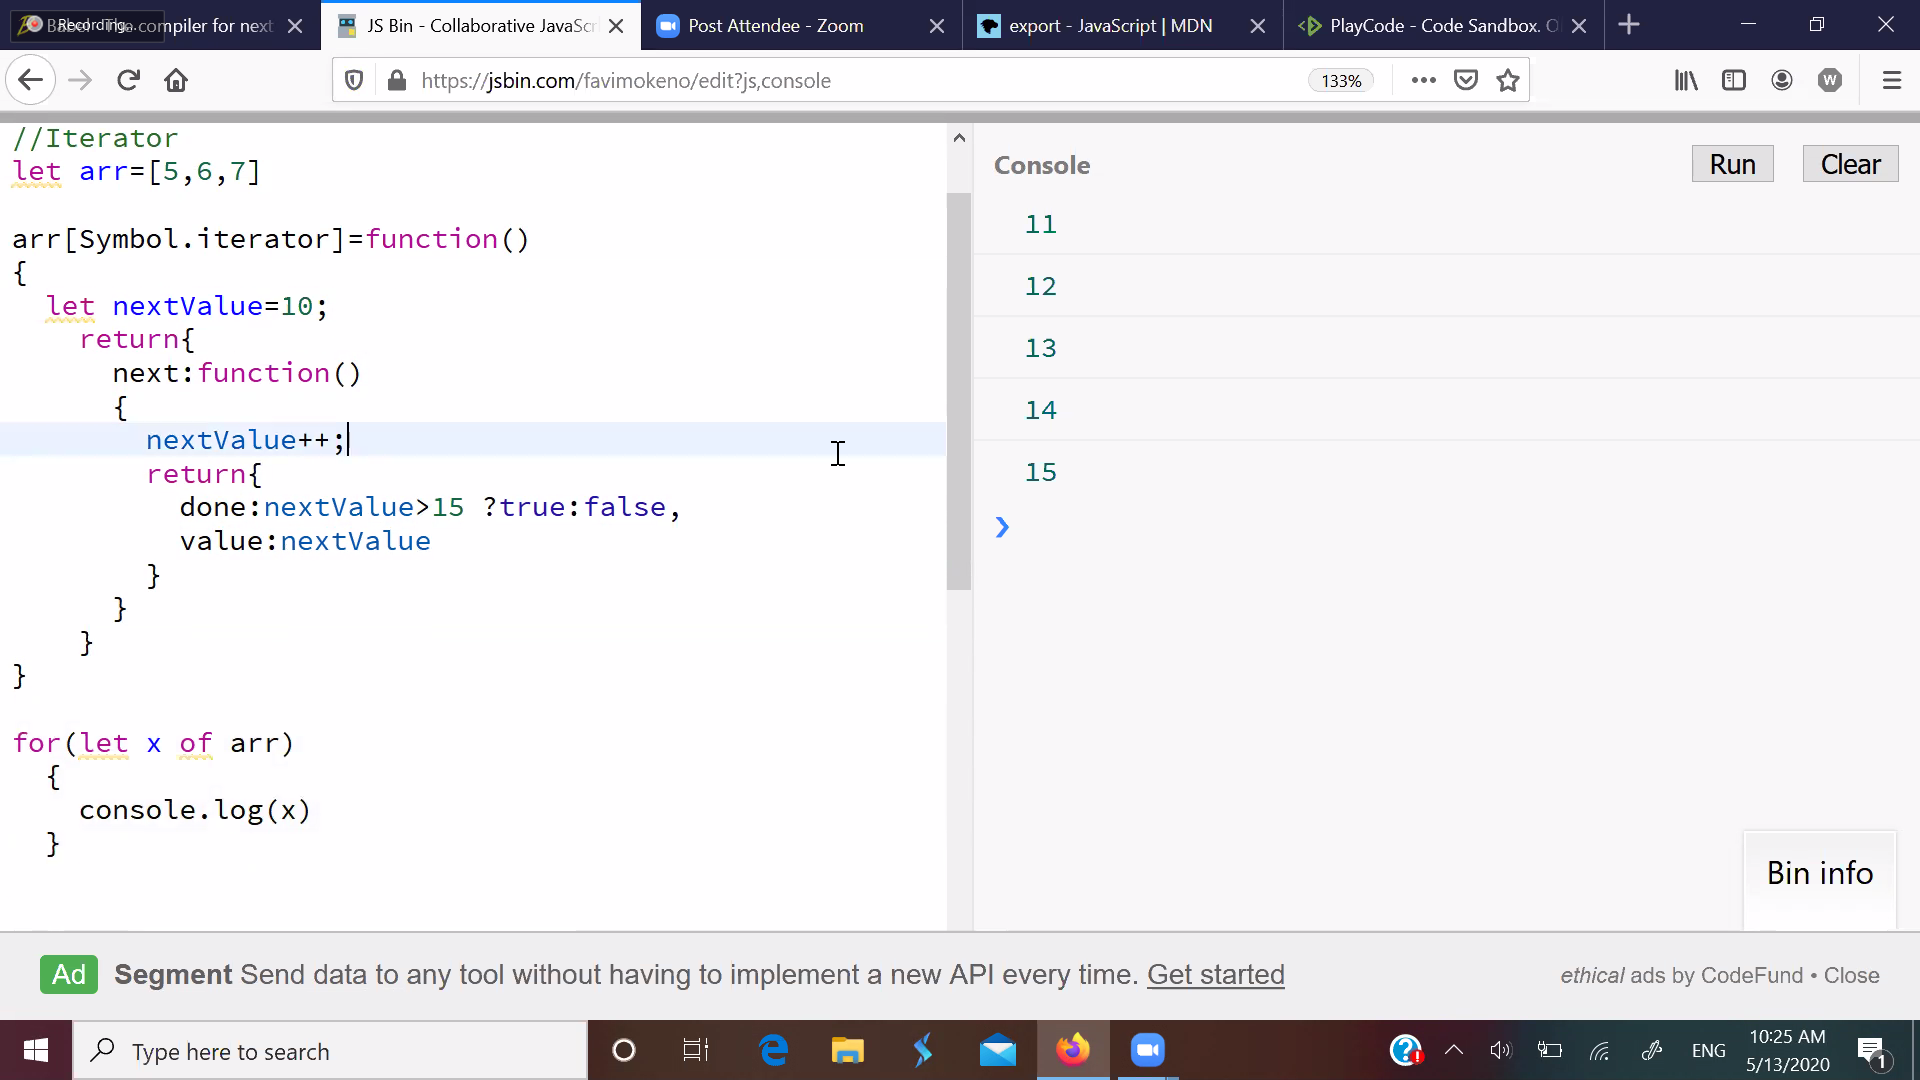 Recording...
Babel · The compiler for next
JS Bin - Collaborative JavaScri
Post Attendee - Zoom
export - JavaScript | MDN
PlayCode - Code Sandbox. O
https://jsbin.com/favimokeno/edit?js,console
133%
W
//Iterator
let arr=[5,6,7]
arr[Symbol.iterator]=function()
{
let nextValue=10;
return{
next:function()
{
nextValue++;
return{
done:nextValue>15 ?true:false,
value:nextValue
}
}
}
}
for(let x of arr)
{
console.log(x)
}
Console
Run
Clear
11
12
13
14
15
Bin info
Ad
Segment Send data to any tool without having to implement a new API every time. Get started
ethical ads by CodeFund • Close
Type here to search
ENG
10:25 AM
5/13/2020
1